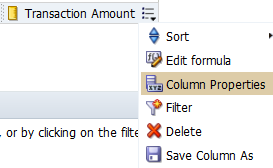 Transaction Amount
Sort
Edit formula
Column Properties
Filter
, or by clicking on the filte
Delete
Save Column As